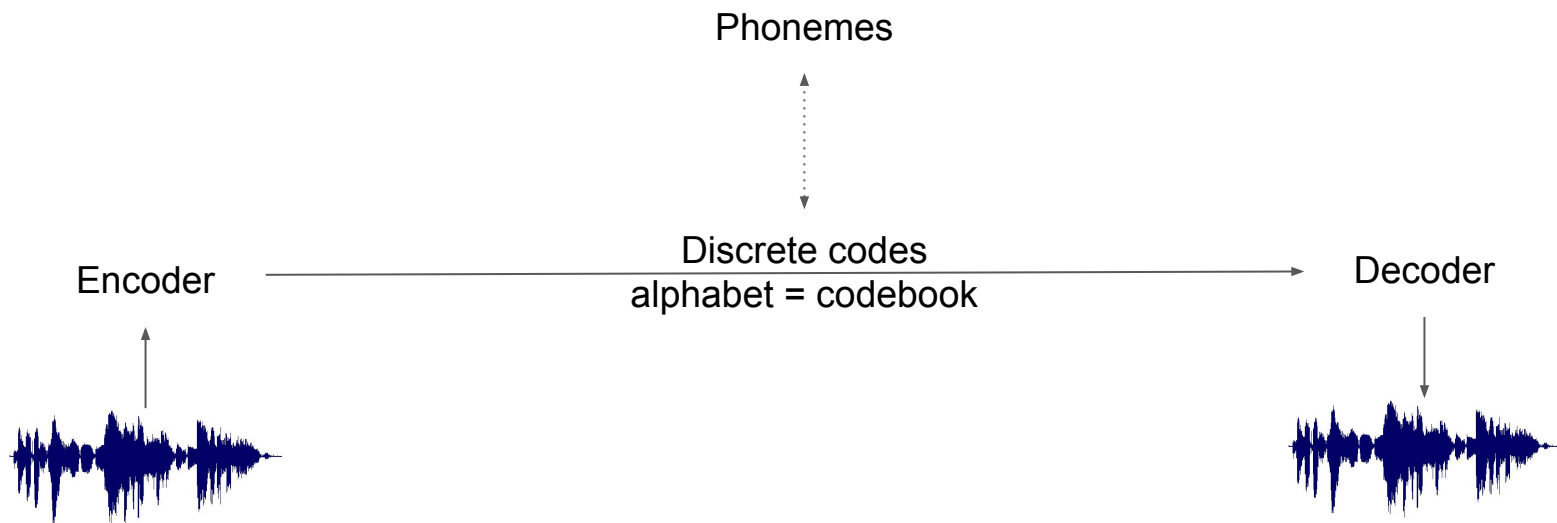 Phonemes
Discrete codes
alphabet = codebook
Encoder
Decoder